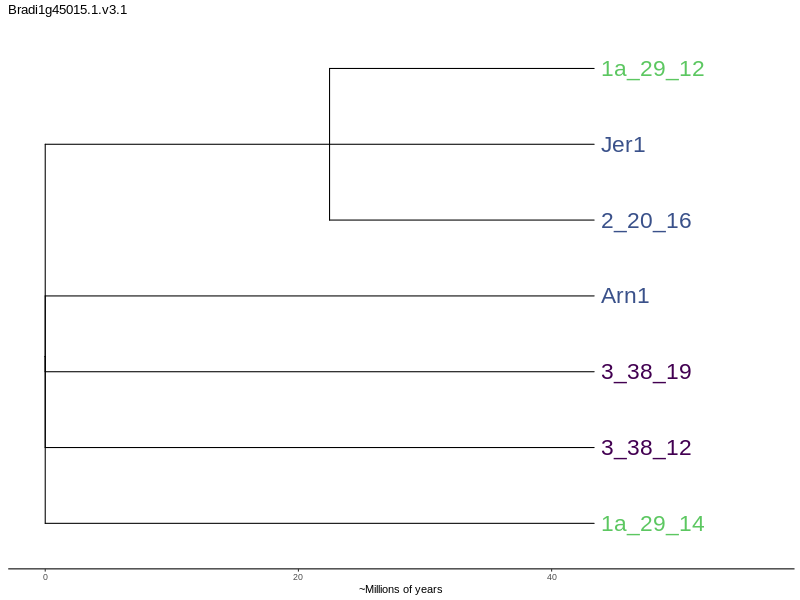 Bradi1g45015.1.v3.1
1a_29_12
Jer1
2_20_16
Arn1
3_38_19
3_38_12
1a_29_14
0 20 40
~Millions of years